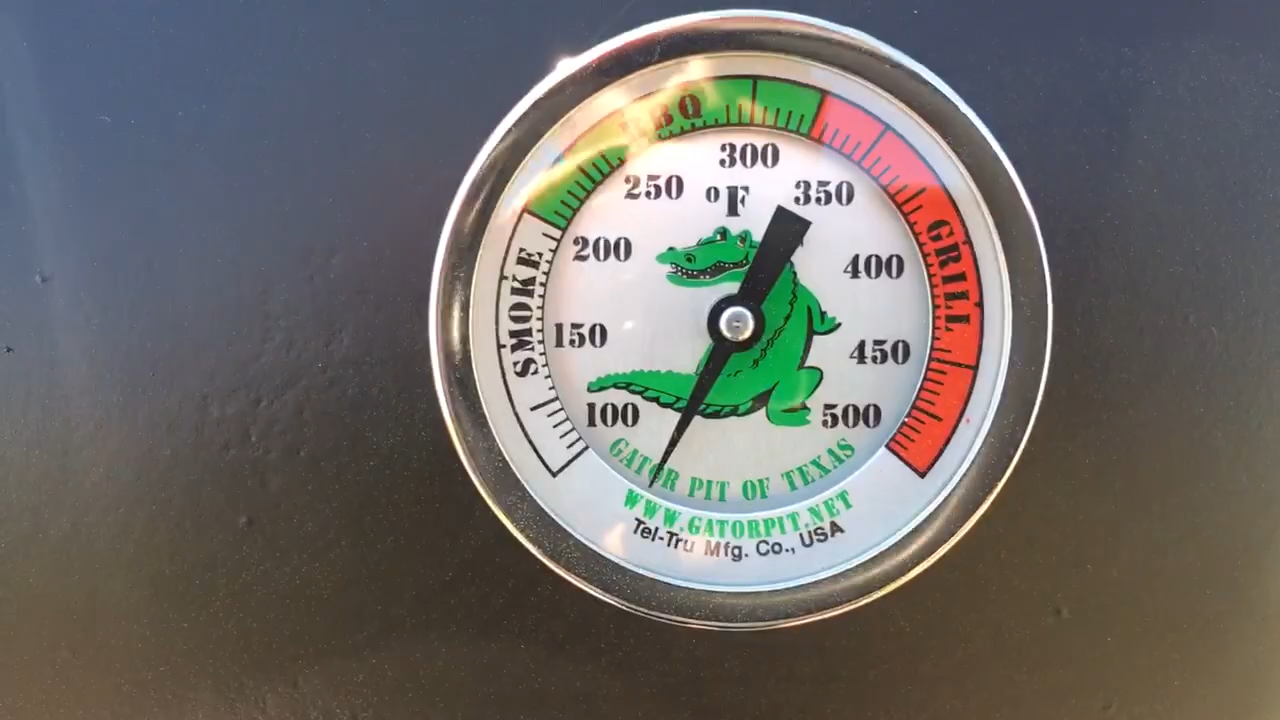 BBQ
300
250 °F 350
SMOKE 200 400 GRILL
150 450
100 500
GATOR PIT OF TEXAS
WWW.GATORPIT.NET
Tel-Tru Mfg. Co., USA